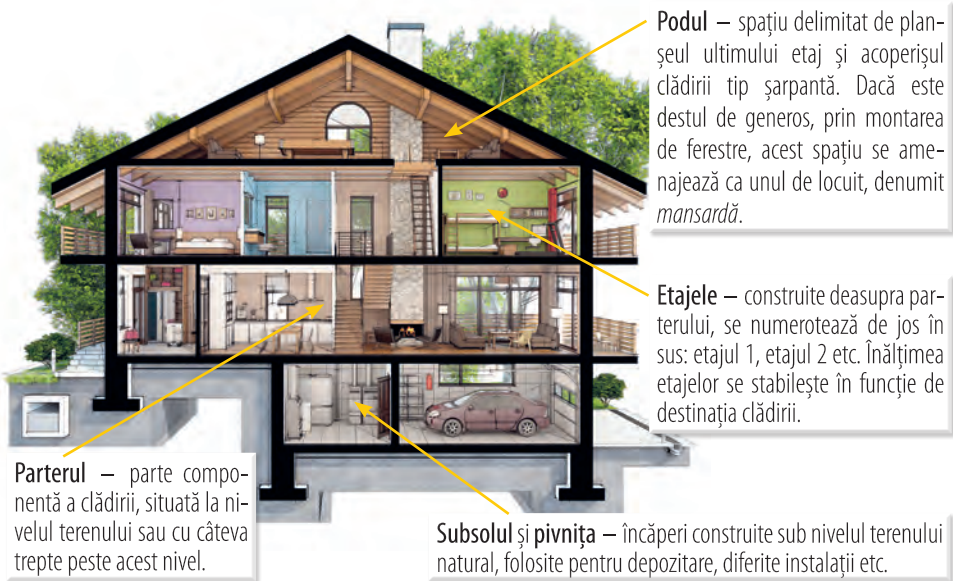 Podul – spațiu delimitat de plan-
șeul ultimului etaj și acoperișul
clădirii tip șarpantă. Dacă este
destul de generos, prin montarea
de ferestre, acest spațiu se ame-
najează ca unul de locuit, denumit
mansardă.
Etajele – construite deasupra par-
terului, se numerotează de jos în
sus: etajul 1, etajul 2 etc. Înălțimea
etajelor se stabilește în funcție de
destinația clădirii.
Parterul – parte compo-
nentă a clădirii, situată la ni-
velul terenului sau cu câteva
trepte peste acest nivel.
Subsolul și pivnița – încăperi construite sub nivelul terenului
natural, folosite pentru depozitare, diferite instalații etc.